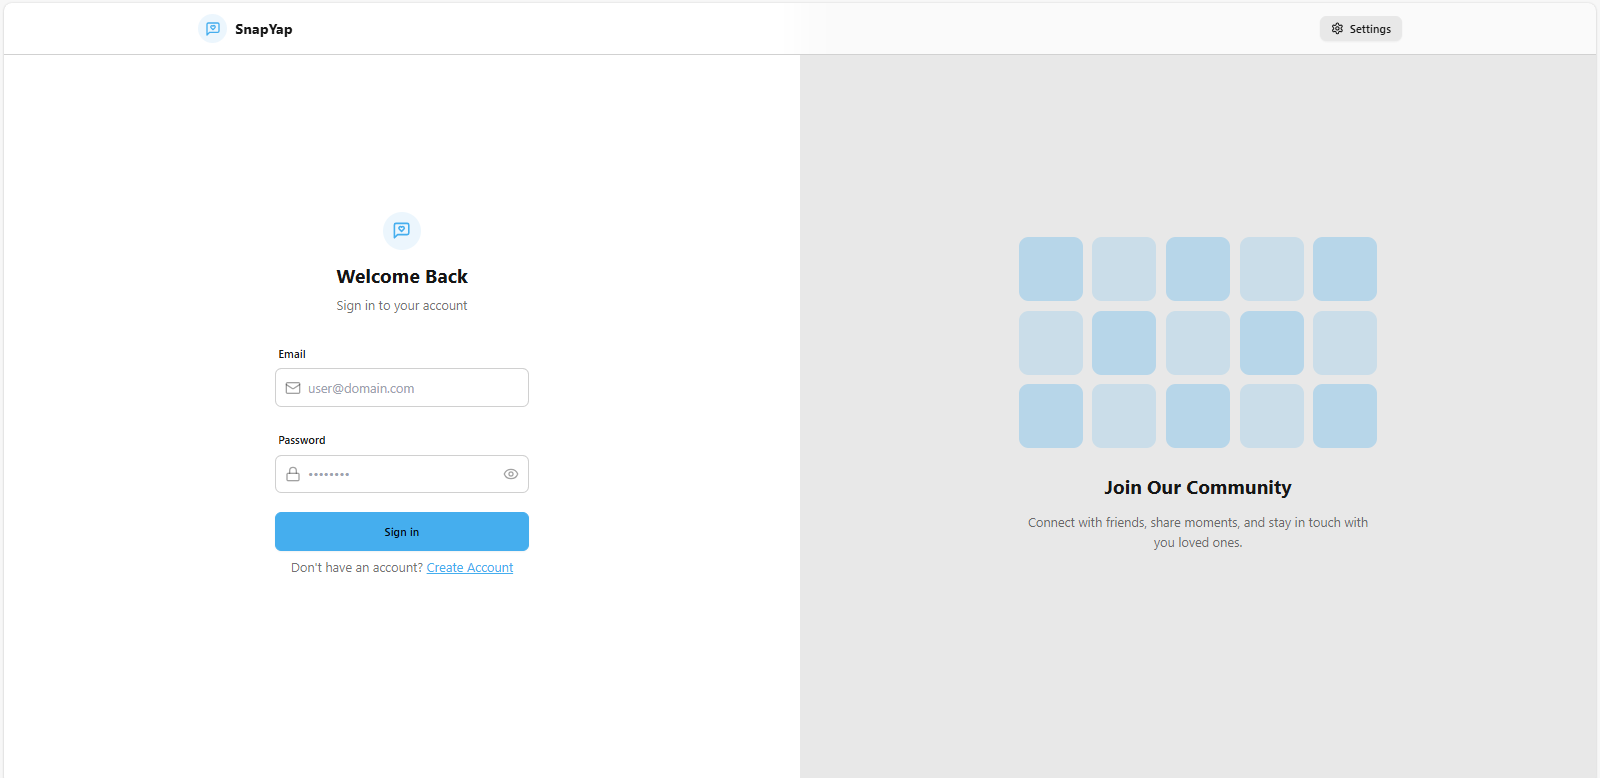 SnapYap
Settings
Welcome Back
Sign in to your account
Email
user@domain.com
Password
••••••••
Sign in
Don't have an account? Create Account
Join Our Community
Connect with friends, share moments, and stay in touch with
you loved ones.